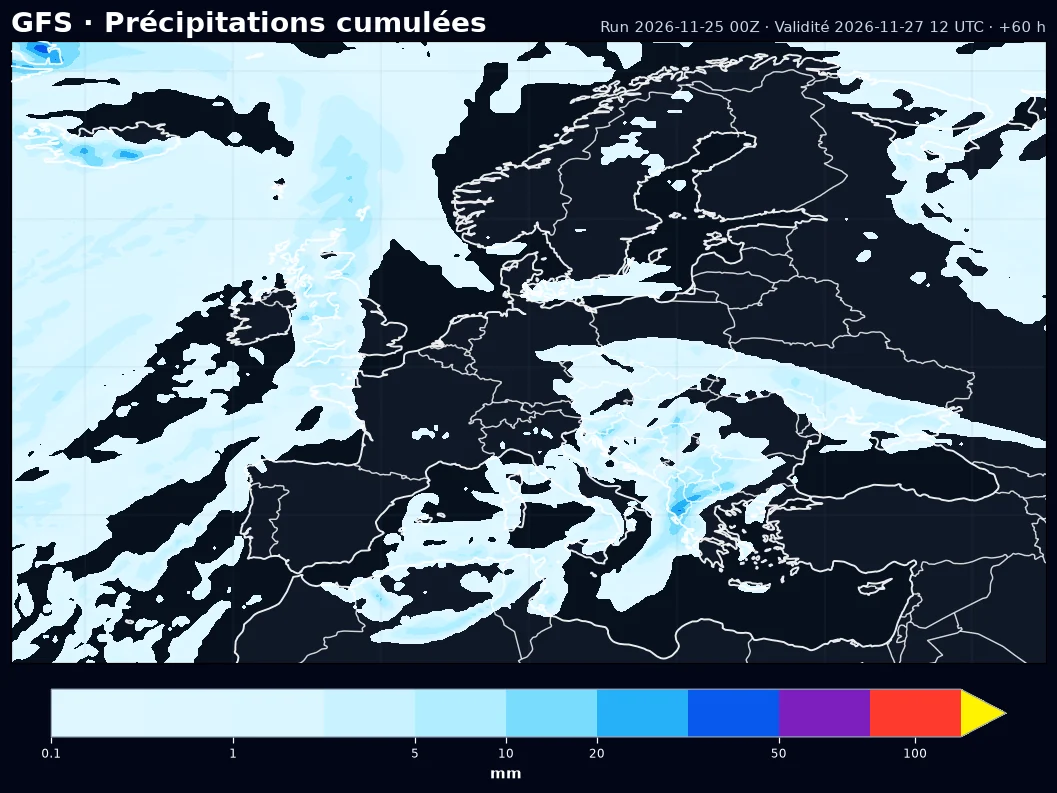 GFS · Précipitations cumulées
Run 2026-11-25 00Z · Validité 2026-11-27 12 UTC · +60 h
0.1 1 5 10 20 50 100
mm